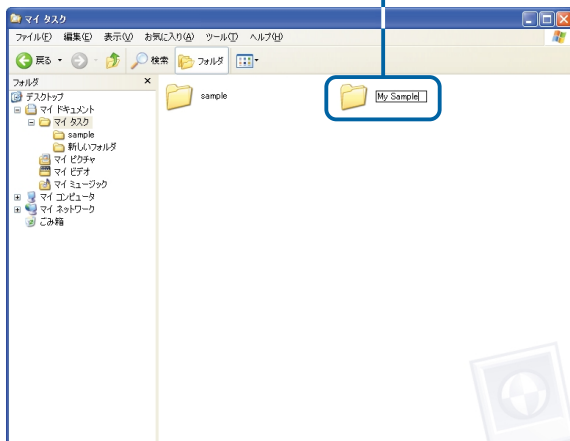 マイ タスク
ファイル(F) 編集(E) 表示(V) お気に入り(A) ツール(T) ヘルプ(H)
戻る 検索 フォルダ
フォルダ ×
デスクトップ
マイ ドキュメント
マイ タスク
sample
新しいフォルダ
マイ ピクチャ
マイ ビデオ
マイ ミュージック
マイ コンピュータ
マイ ネットワーク
ごみ箱
sample
My Sample